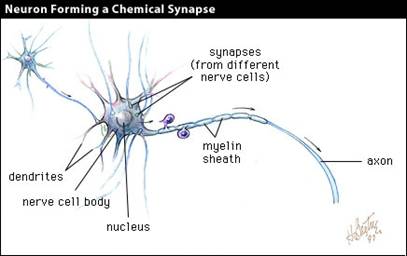 Neuron Forming a Chemical Synapse
synapses
(from different
nerve cells)
myelin
sheath
axon
dendrites
nerve cell body
nucleus